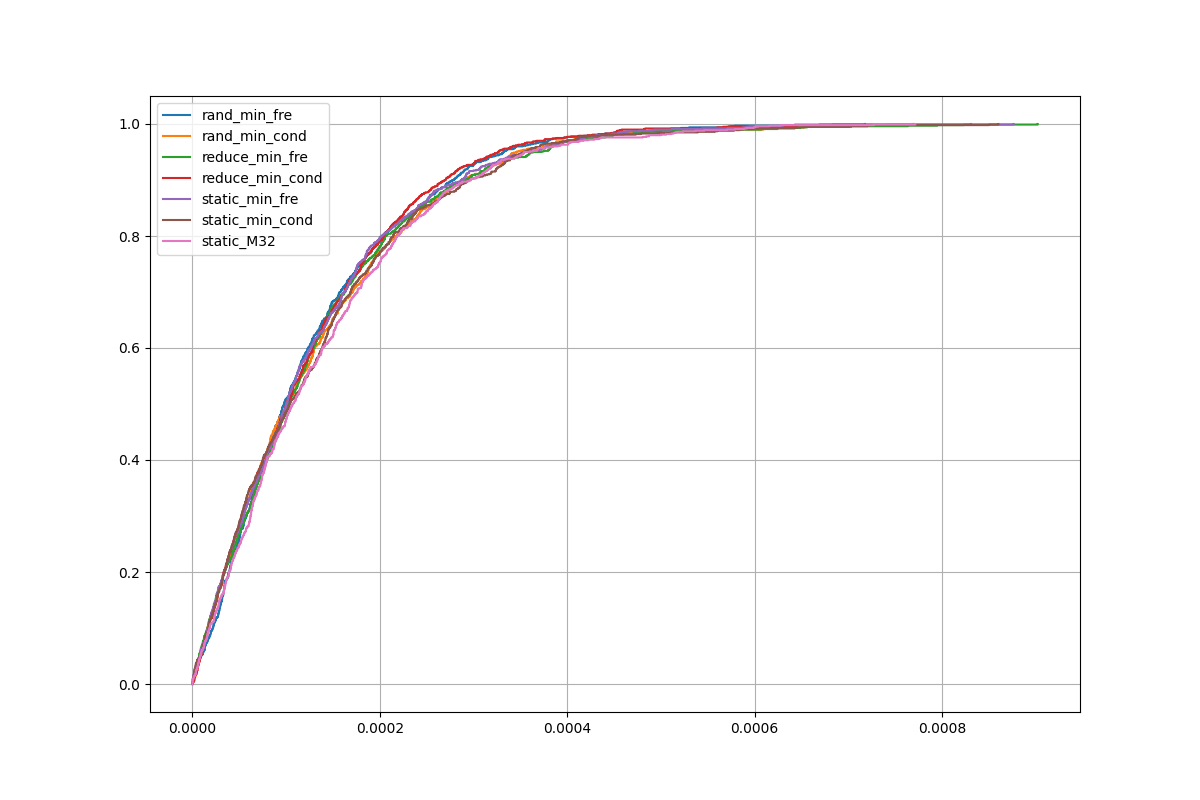 1.0
0.8
0.6
0.4
0.2
0.0
rand_min_fre
rand_min_cond
reduce_min_fre
reduce_min_cond
static_min_fre
static_min_cond
static_M32
0.0000 0.0002 0.0004 0.0006 0.0008